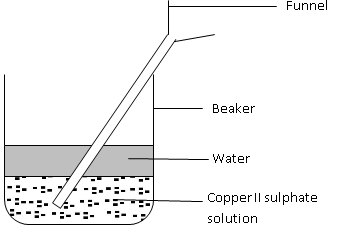 Funnel
Beaker
Water
Copper II sulphate
solution